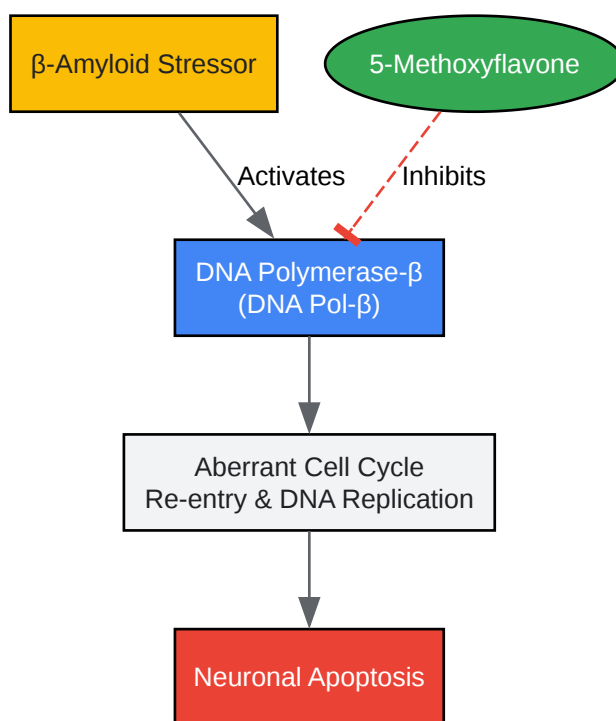 β-Amyloid Stressor
5-Methoxyflavone
Activates
Inhibits
DNA Polymerase-β
(DNA Pol-β)
Aberrant Cell Cycle
Re-entry & DNA Replication
Neuronal Apoptosis